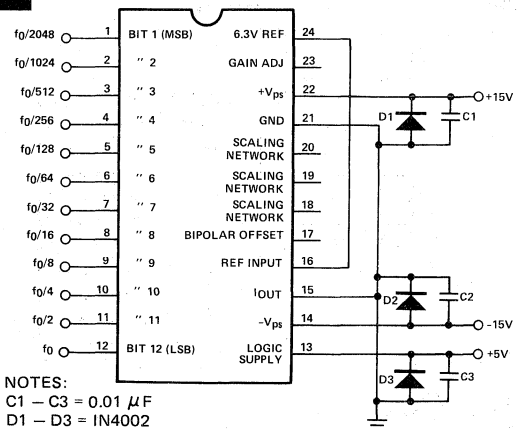 f0/2048 1 BIT 1 (MSB) 6.3V REF 24
f0/1024 2 " 2 GAIN ADJ 23
f0/512 3 " 3 +Vps 22 +15V
f0/256 4 " 4 GND 21 D1 C1
f0/128 5 " 5 SCALING NETWORK 20
f0/64 6 " 6 SCALING NETWORK 19
f0/32 7 " 7 SCALING NETWORK 18
f0/16 8 " 8 BIPOLAR OFFSET 17
f0/8 9 " 9 REF INPUT 16
f0/4 10 " 10 IOUT 15 D2 C2
f0/2 11 " 11 -Vps 14 -15V
f0 12 BIT 12 (LSB) LOGIC SUPPLY 13 +5V
D3 C3
NOTES:
C1 – C3 = 0.01 μF
D1 – D3 = IN4002